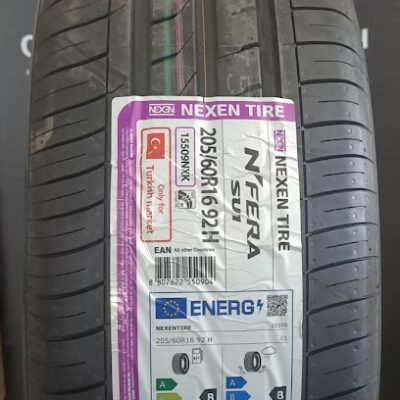 NEXEN NEXEN TIRE
15509NXK
205/60R16 92 H
N'FERA
SU1
NEXEN NEXEN TIRE
Only for
Turkish market
EAN All other Countries
8 807622 550904
ENERG
NEXENTIRE 15509
205/60R16 92 H C1
A
B
A
B
B